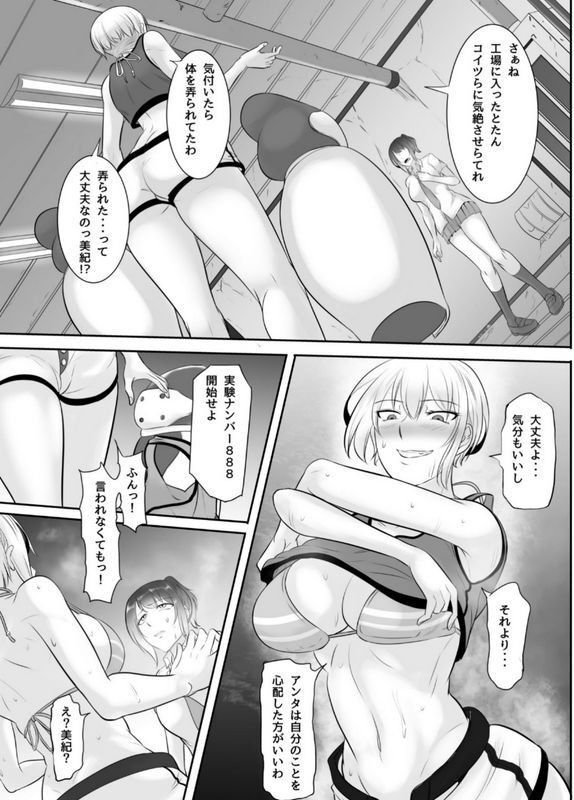 さぁね
工場に入ったとたん
コイツらに気絶させらてれ
気付いたら
体を弄られてたわ
弄られた・・・って
大丈夫なのっ美紀!?
大丈夫よ・・・
気分もいいし
それより・・・
アンタは自分のことを
心配した方がいいわ
実験ナンバー888
開始せよ
ふんっ！
言われなくてもっ！
え？美紀？